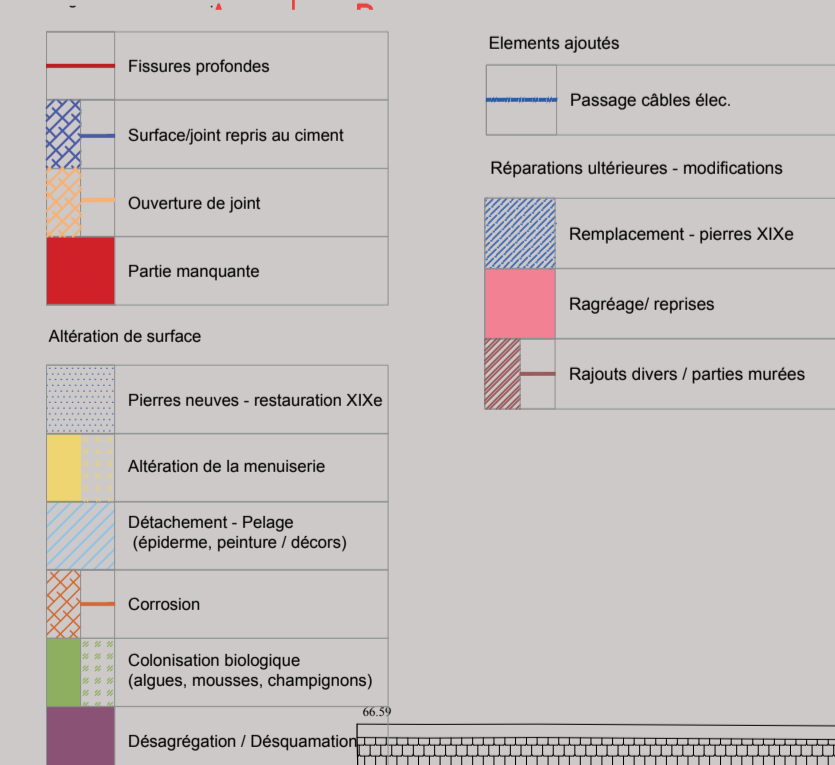 Fissures profondes
Surface/joint repris au ciment
Ouverture de joint
Partie manquante
Altération de surface
Pierres neuves - restauration XIXe
Altération de la menuiserie
Détachement - Pelage
(épiderme, peinture / décors)
Corrosion
Colonisation biologique
(algues, mousses, champignons)
Désagrégation / Désquamation
66.59
Elements ajoutés
Passage câbles élec.
Réparations ultérieures - modifications
Remplacement - pierres XIXe
Ragréage/ reprises
Rajouts divers / parties murées